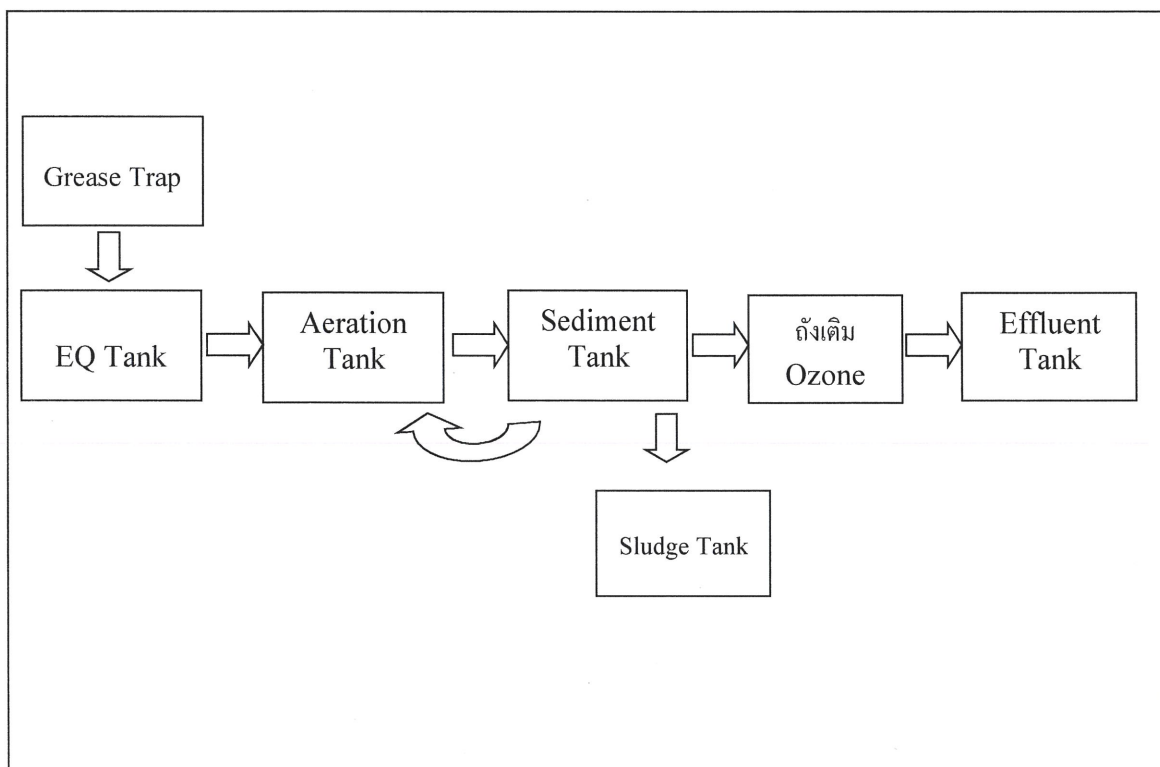 Grease Trap
EQ Tank
Aeration
Tank
Sediment
Tank
ถังเติม
Ozone
Effluent
Tank
Sludge Tank